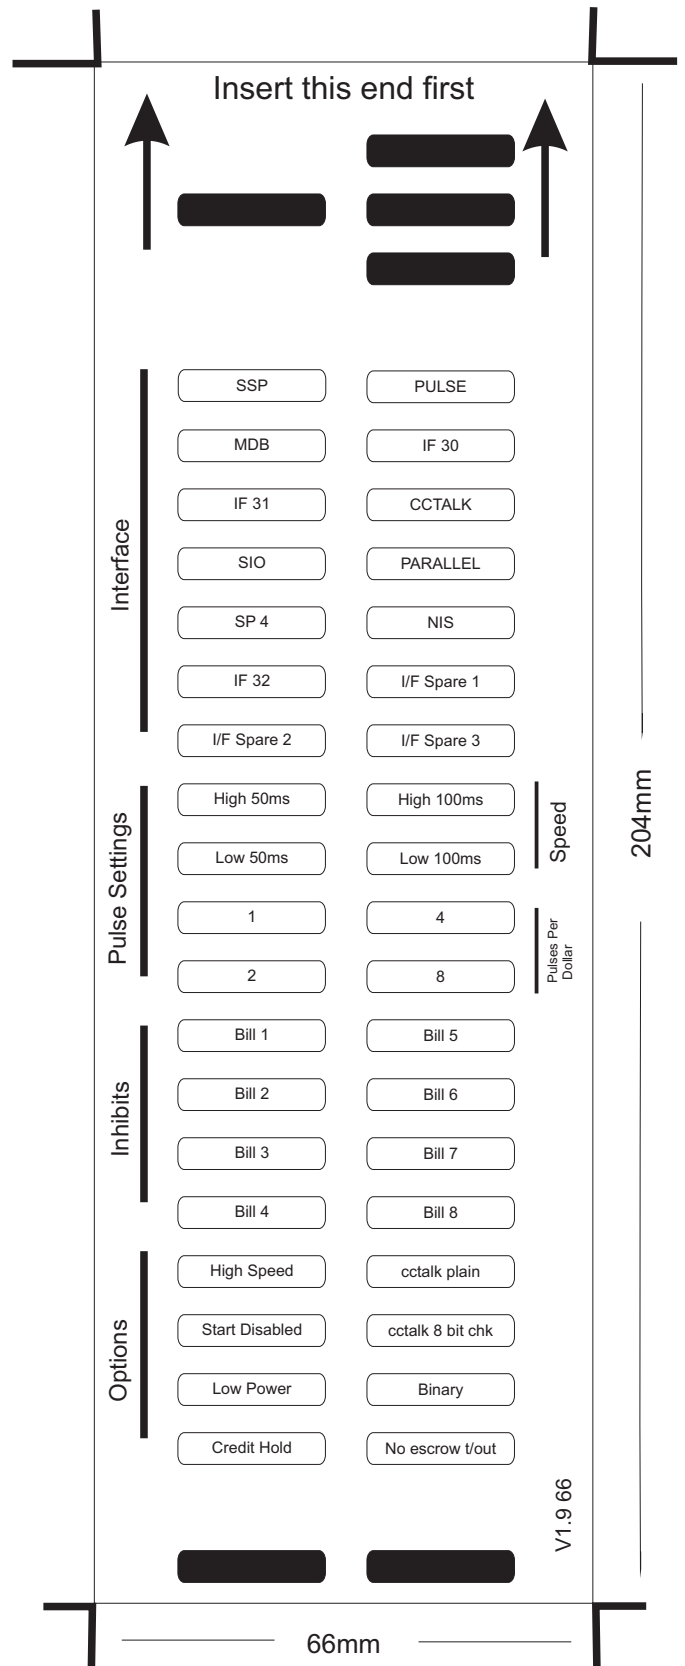 Insert this end first
Interface
SSP
PULSE
MDB
IF 30
IF 31
CCTALK
SIO
PARALLEL
SP 4
NIS
IF 32
I/F Spare 1
I/F Spare 2
I/F Spare 3
Pulse Settings
High 50ms
High 100ms
Low 50ms
Low 100ms
Speed
1
4
2
8
Pulses Per
Dollar
Inhibits
Bill 1
Bill 5
Bill 2
Bill 6
Bill 3
Bill 7
Bill 4
Bill 8
Options
High Speed
cctalk plain
Start Disabled
cctalk 8 bit chk
Low Power
Binary
Credit Hold
No escrow t/out
V1.9 66
204mm
66mm